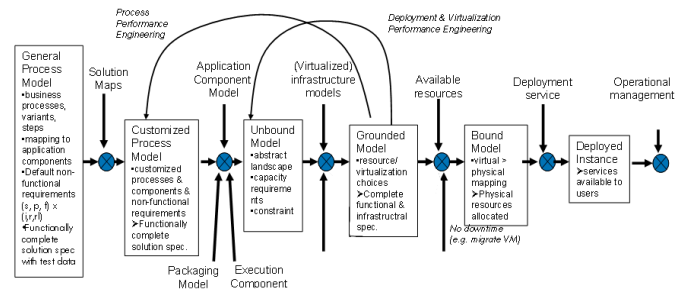 Process
Performance
Engineering
Deployment & Virtualization
Performance Engineering
General
Process
Model
•business
processes,
variants,
steps
•mapping to
application
components
•Default non-
functional
requirements
(s, p, f) x
(i,r,rl)
Functionally
complete
solution spec
with test data
Solution
Maps
Customized
Process
Model
•customized
processes &
components &
non-functional
requirements
➢Functionally
complete
solution spec.
Application
Component
Model
Packaging
Model
Execution
Component
Unbound
Model
•abstract
landscape
•capacity
requireme
nts
•constraint
(Virtualized)
infrastructure
models
Grounded
Model
•resource/
virtualization
choices
➢Complete
functional &
infrastructral
spec.
Available
resources
No downtime
(e.g. migrate VM)
Bound
Model
•virtual >
physical
mapping
➢Physical
resources
allocated
Deployment
service
Deployed
Instance
➢services
available to
users
Operational
management